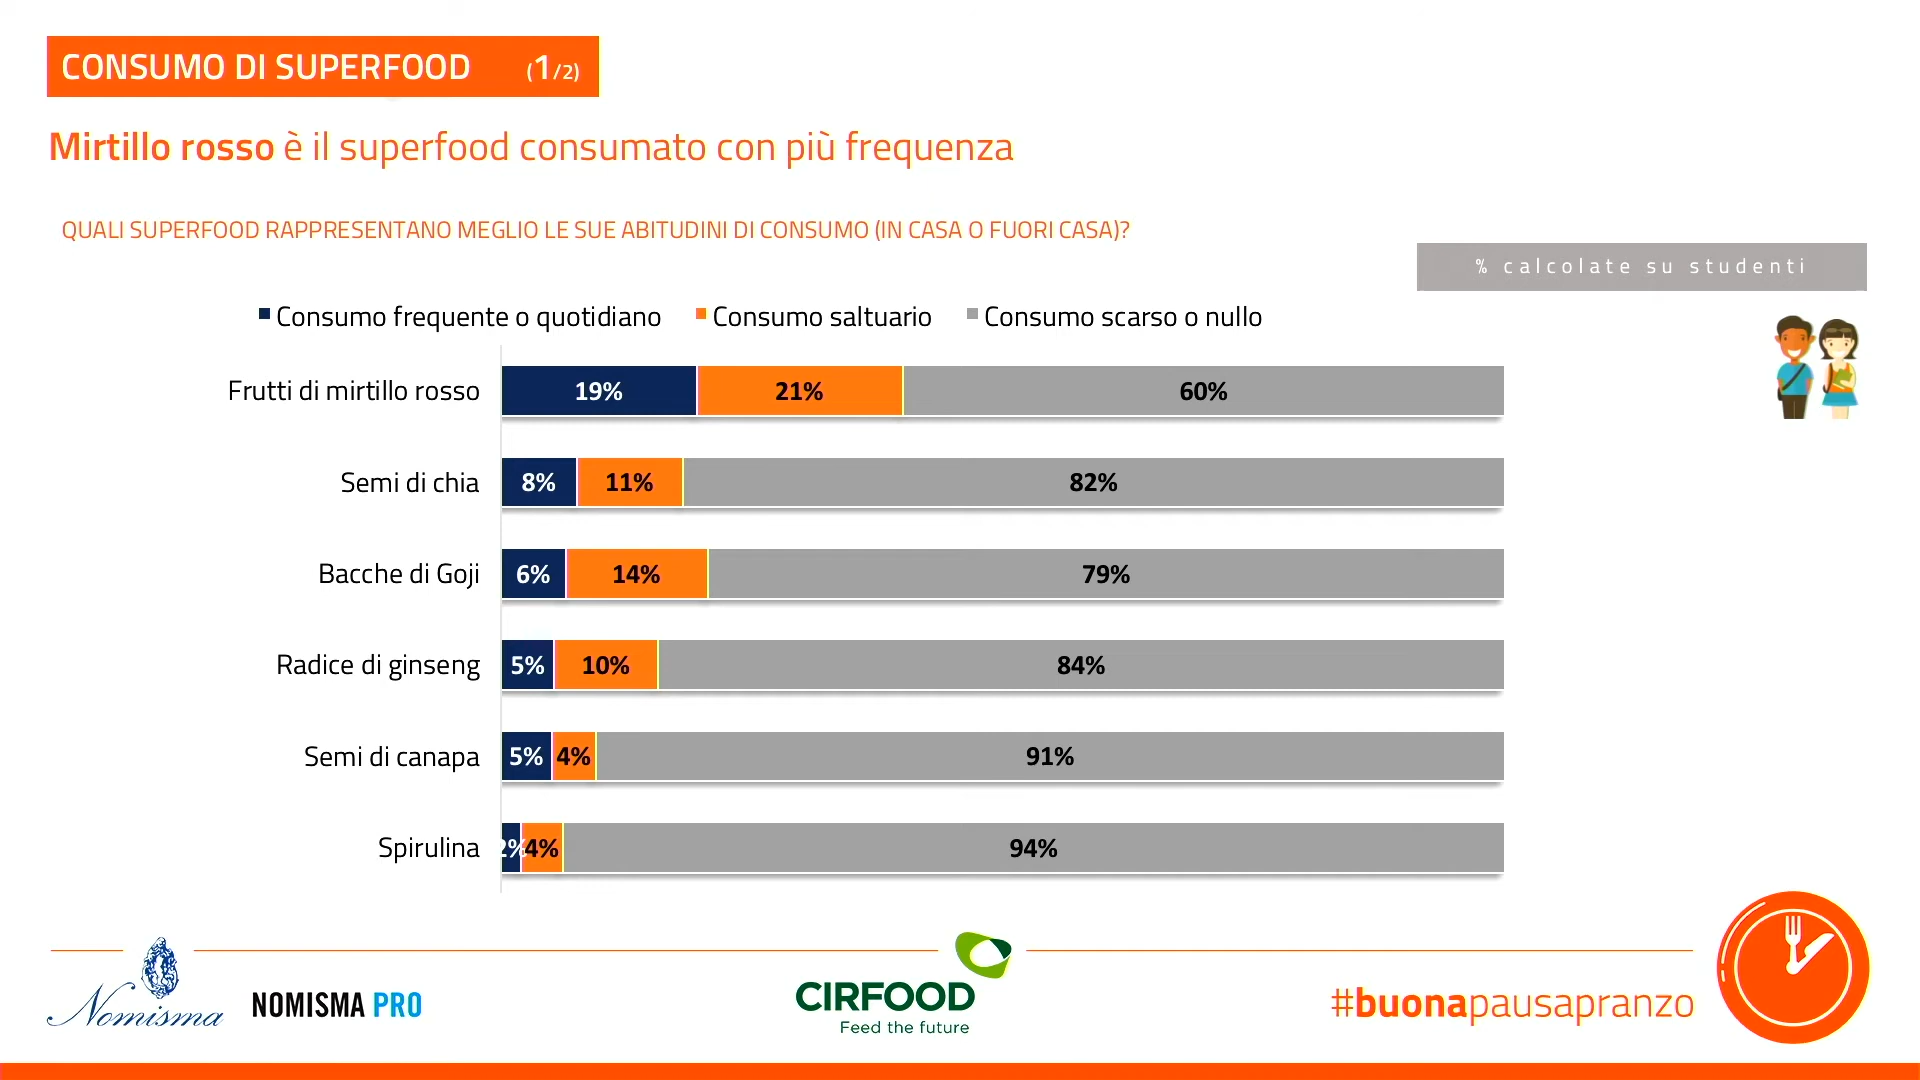 CONSUMO DI SUPERFOOD (1/2)
Mirtillo rosso è il superfood consumato con più frequenza
QUALI SUPERFOOD RAPPRESENTANO MEGLIO LE SUE ABITUDINI DI CONSUMO (IN CASA O FUORI CASA)?
% calcolate su studenti
Consumo frequente o quotidiano Consumo saltuario Consumo scarso o nullo
Frutti di mirtillo rosso 19% 21% 60%
Semi di chia 8% 11% 82%
Bacche di Goji 6% 14% 79%
Radice di ginseng 5% 10% 84%
Semi di canapa 5% 4% 91%
Spirulina 2% 4% 94%
Nomisma NOMISMA PRO
CIRFOOD
Feed the future
#buonapausapranzo